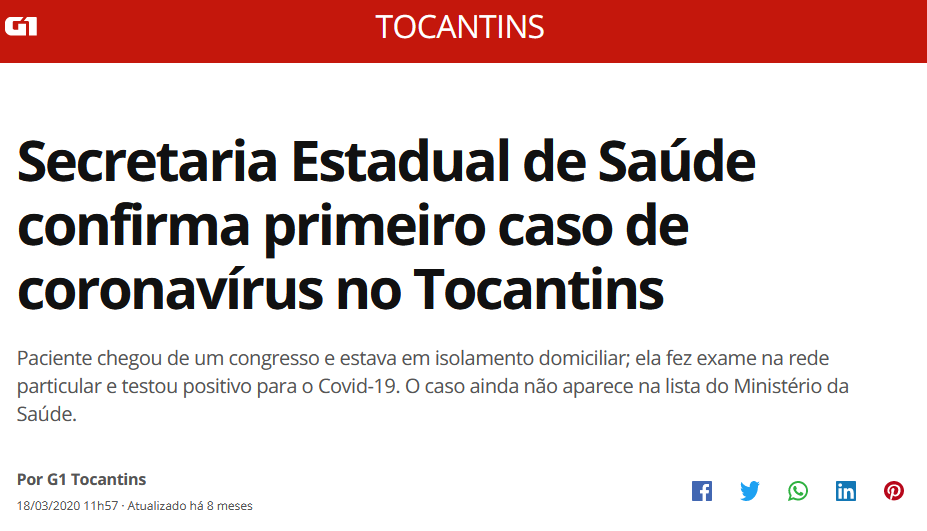 G1
TOCANTINS
Secretaria Estadual de Saúde
confirma primeiro caso de
coronavírus no Tocantins
Paciente chegou de um congresso e estava em isolamento domiciliar; ela fez exame na rede
particular e testou positivo para o Covid-19. O caso ainda não aparece na lista do Ministério da
Saúde.
Por G1 Tocantins
18/03/2020 11h57 · Atualizado há 8 meses